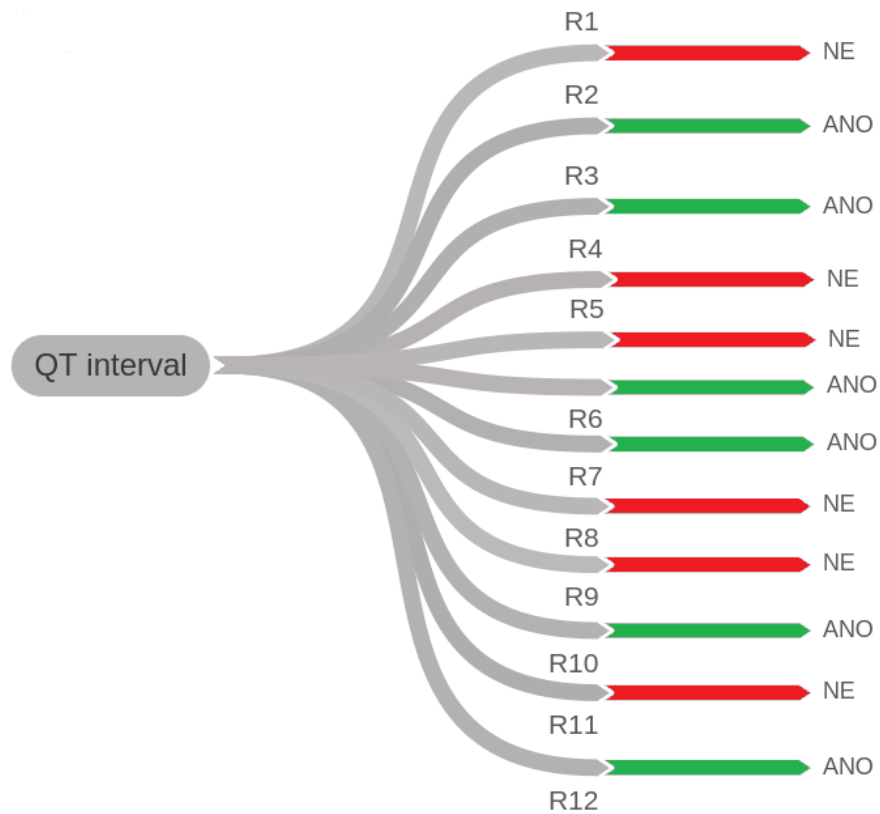 QT interval
R1
NE
R2
ANO
R3
ANO
R4
NE
R5
NE
ANO
R6
ANO
R7
NE
R8
NE
R9
ANO
R10
NE
R11
ANO
R12